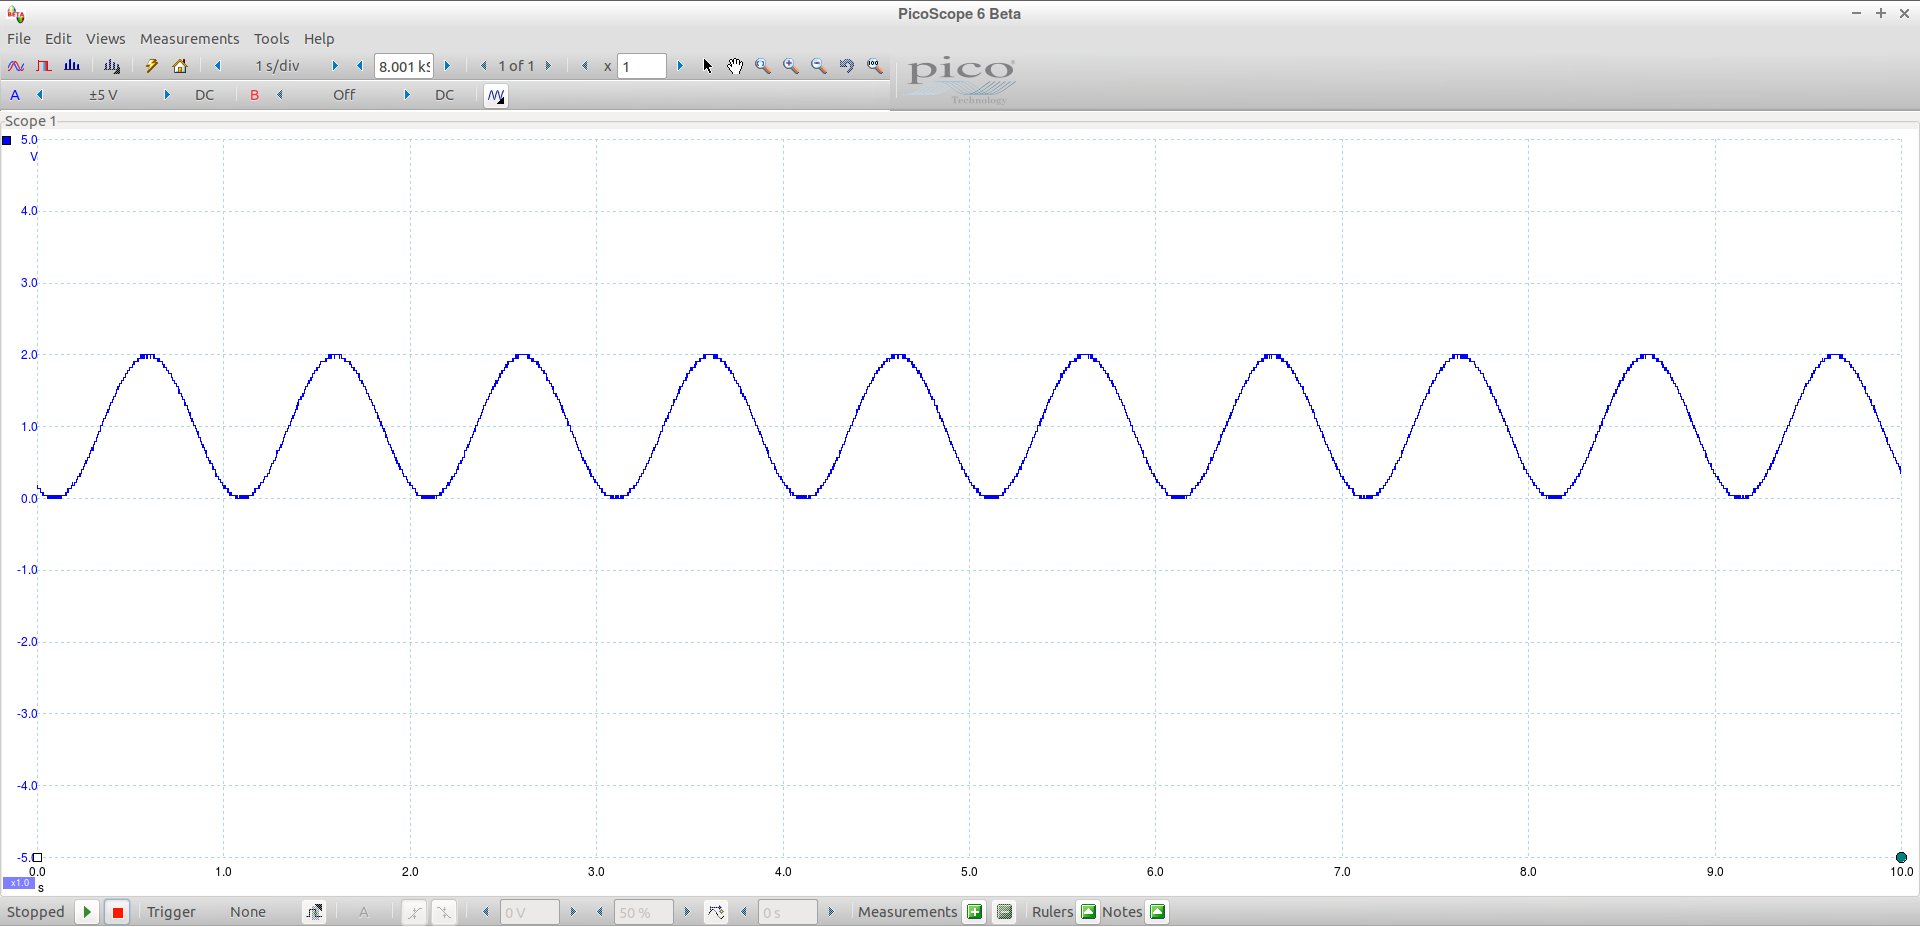 PicoScope 6 Beta
File Edit Views Measurements Tools Help
1 s/div 8.001 kS 1 of 1 x 1
pico
Technology
A ±5 V DC B Off DC
Scope 1
5.0
V
4.0
3.0
2.0
1.0
0.0
-1.0
-2.0
-3.0
-4.0
-5.0
0.0 1.0 2.0 3.0 4.0 5.0 6.0 7.0 8.0 9.0 10.0
x1.0
s
Stopped Trigger None A 0 V 50 % 0 s Measurements Rulers Notes